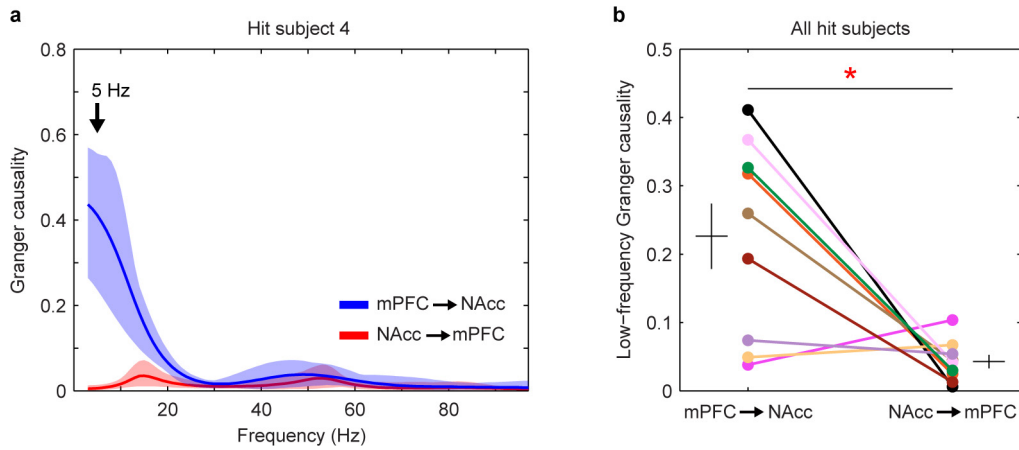 a
Hit subject 4
0.8
0.6
0.4
0.2
0
Granger causality
5 Hz
mPFC → NAcc
NAcc → mPFC
20
40
60
80
Frequency (Hz)
b
All hit subjects
0.5
0.4
0.3
0.2
0.1
0
Low−frequency Granger causality
*
mPFC → NAcc
NAcc → mPFC